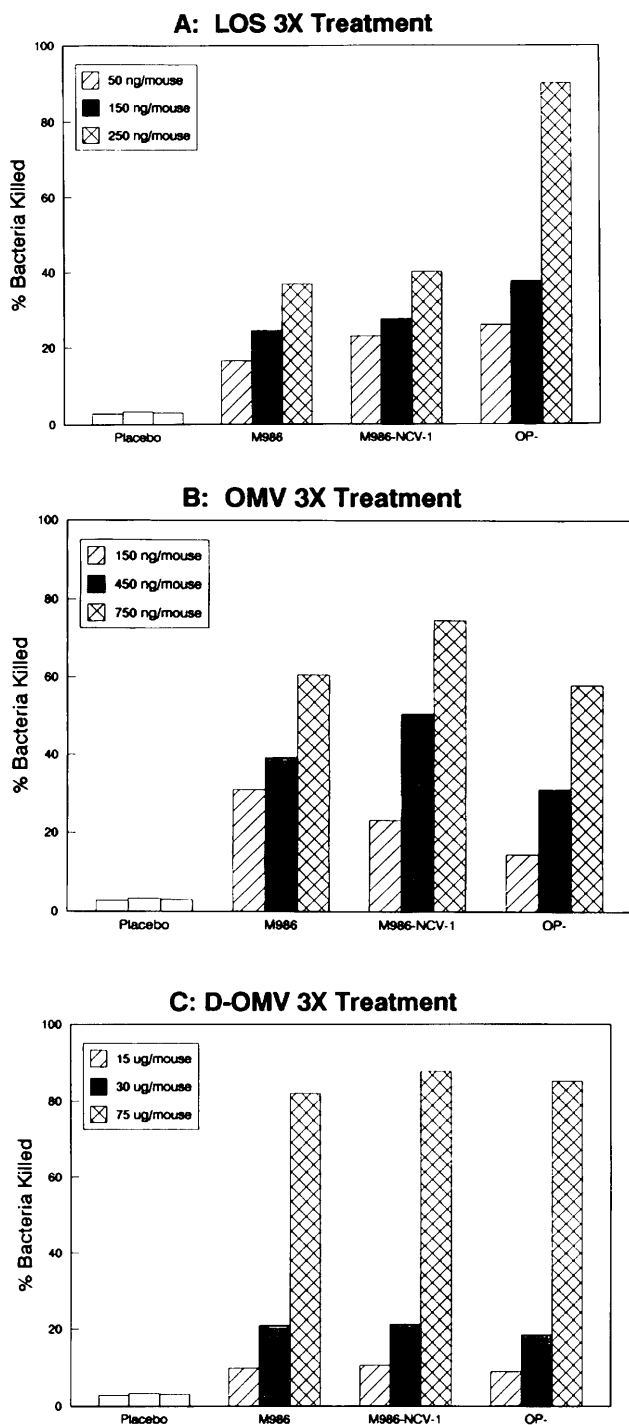 A: LOS 3X Treatment
100
80
60
40
20
0
% Bacteria Killed
50 ng/mouse
150 ng/mouse
250 ng/mouse
Placebo M986 M986-NCV-1 OP-
B: OMV 3X Treatment
100
80
60
40
20
0
% Bacteria Killed
150 ng/mouse
450 ng/mouse
750 ng/mouse
Placebo M986 M986-NCV-1 OP-
C: D-OMV 3X Treatment
100
80
60
40
20
0
% Bacteria Killed
15 ug/mouse
30 ug/mouse
75 ug/mouse
Placebo M986 M986-NCV-1 OP-